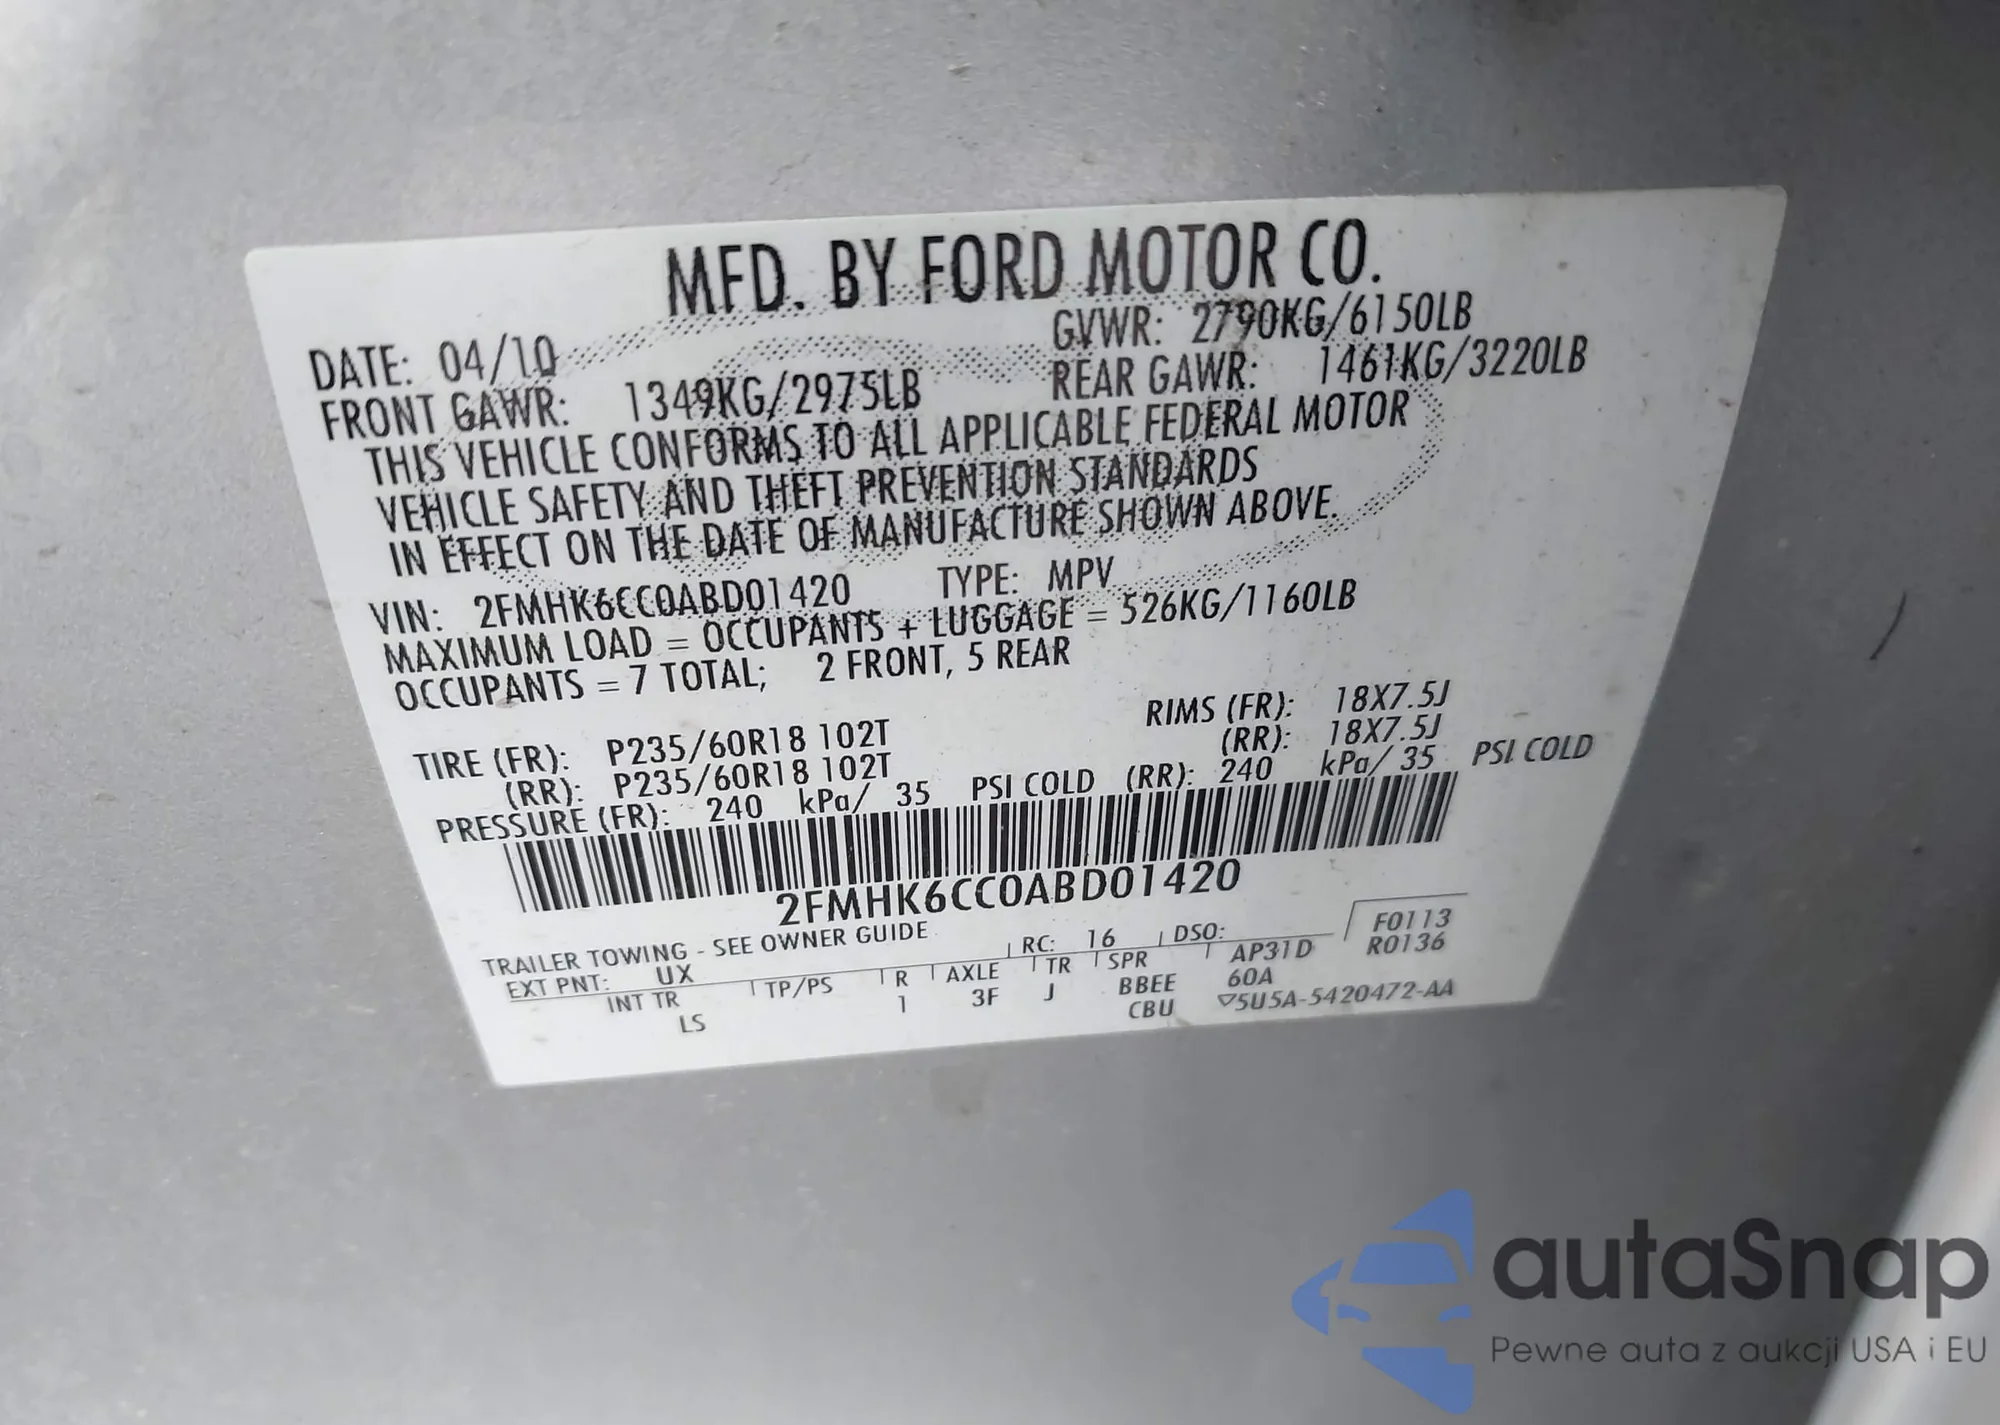 MFD. BY FORD MOTOR CO.
DATE: 04/10 GVWR: 2790KG/6150LB
FRONT GAWR: 1349KG/2975LB REAR GAWR: 1461KG/3220LB
THIS VEHICLE CONFORMS TO ALL APPLICABLE FEDERAL MOTOR
VEHICLE SAFETY AND THEFT PREVENTION STANDARDS
IN EFFECT ON THE DATE OF MANUFACTURE SHOWN ABOVE.
VIN: 2FMHK6CC0ABD01420 TYPE: MPV
MAXIMUM LOAD = OCCUPANTS + LUGGAGE = 526KG/1160LB
OCCUPANTS = 7 TOTAL; 2 FRONT, 5 REAR
TIRE (FR): P235/60R18 102T RIMS (FR): 18X7.5J
(RR): P235/60R18 102T (RR): 18X7.5J
PRESSURE (FR): 240 kPa/ 35 PSI COLD (RR): 240 kPa/ 35 PSI COLD
2FMHK6CC0ABD01420
TRAILER TOWING - SEE OWNER GUIDE
F0113
EXT PNT: UX RC: 16 DSO: R0136
INT TR TP/PS R AXLE TR SPR AP31D
LS 1 3F J BBEE 60A
CBU ▽5U5A-5420472-AA
autaSnap
Pewne auta z aukcji USA i EU